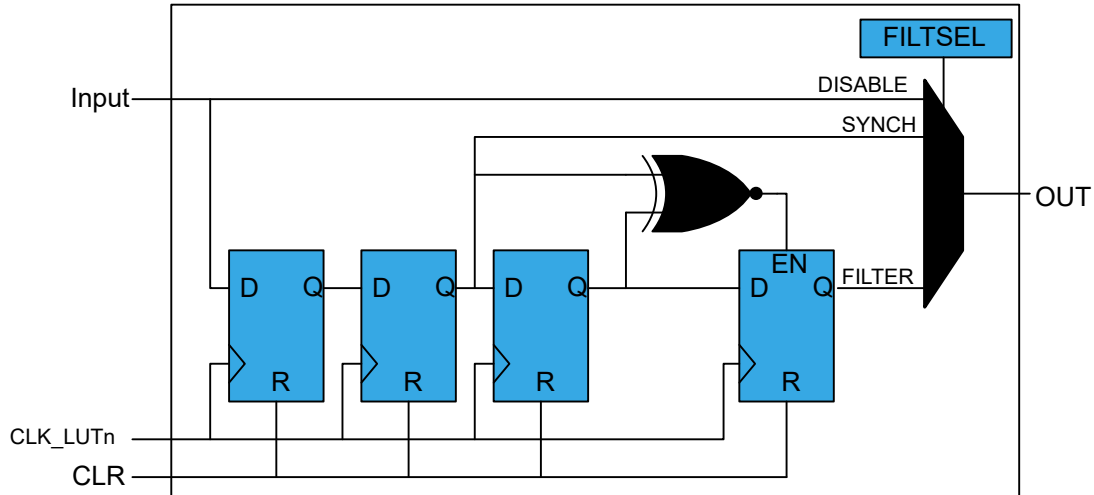 FILTSEL
DISABLE
Input
SYNCH
OUT
EN
FILTER
D Q D Q D Q D Q
R R R R
CLK_LUTn
CLR